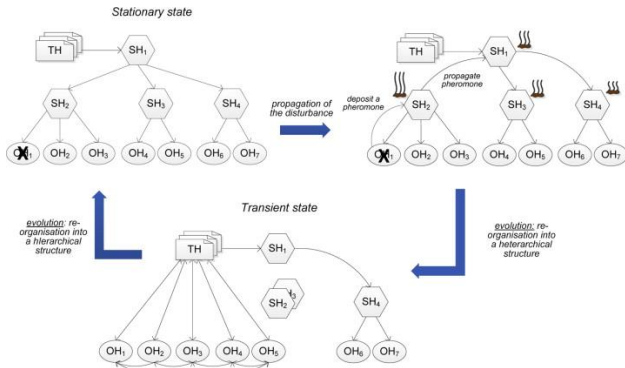 Stationary state
TH
SH1
SH2
SH3
SH4
OH1
OH2
OH3
OH4
OH5
OH6
OH7
propagation of
the disturbance
TH
SH1
propagate
pheromone
deposit a
pheromone
SH2
SH3
SH4
OH1
OH2
OH3
OH4
OH5
OH6
OH7
evolution: re-
organisation into
a hierarchical
structure
Transient state
evolution: re-
organisation into
a heterarchical
structure
TH
SH1
H3
SH2
SH4
OH1
OH2
OH3
OH4
OH5
OH6
OH7